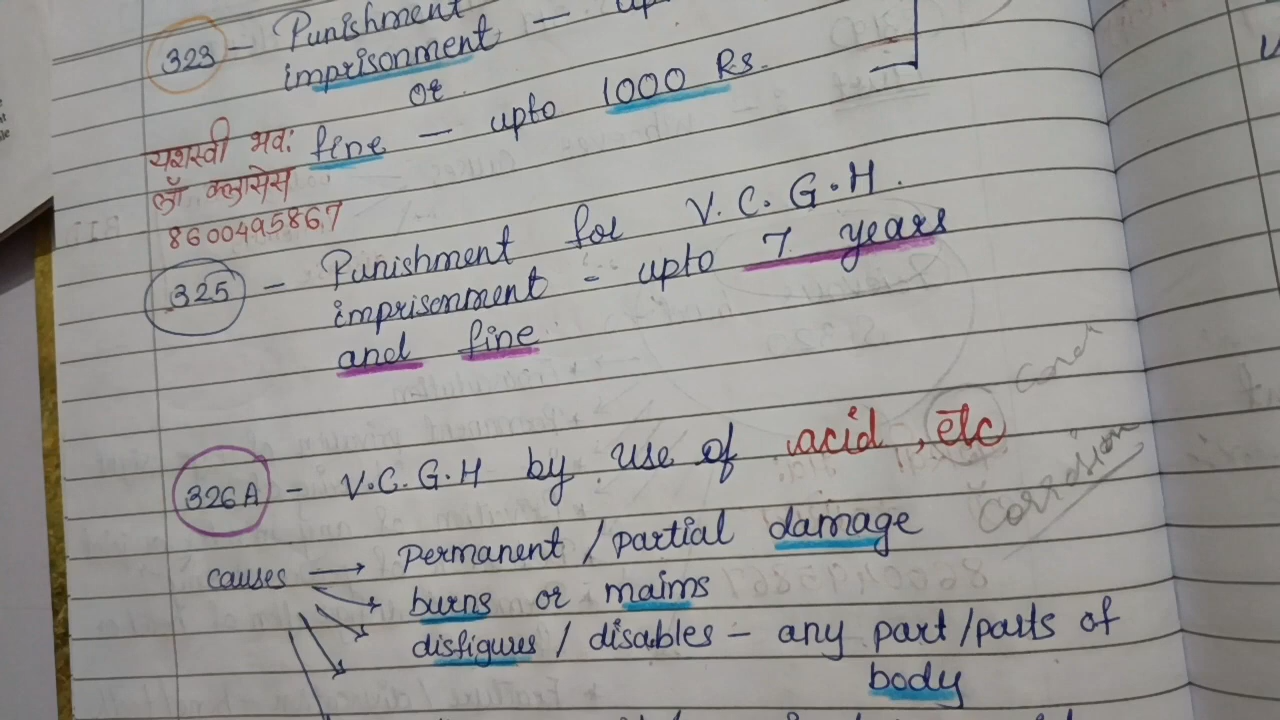 323 - Punishment
imprisonment - up
or
यशस्वी भव: fine - upto 1000 Rs.
लॉ क्लासेस
8600495867
325 - Punishment for V.C.G.H.
imprisonment - upto 7 years
and fine
326A - V.C.G.H by use of acid, etc
Corrosion
causes → permanent / partial damage
burns or maims
disfigures / disables - any part / parts of
body